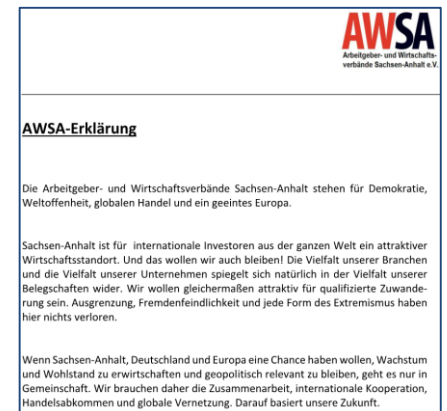 AWSA
Arbeitgeber- und Wirtschafts-
verbände Sachsen-Anhalt e.V.
AWSA-Erklärung
Die Arbeitgeber- und Wirtschaftsverbände Sachsen-Anhalt stehen für Demokratie,
Weltoffenheit, globalen Handel und ein geeintes Europa.
Sachsen-Anhalt ist für internationale Investoren aus der ganzen Welt ein attraktiver
Wirtschaftsstandort. Und das wollen wir auch bleiben! Die Vielfalt unserer Branchen
und die Vielfalt unserer Unternehmen spiegelt sich natürlich in der Vielfalt unserer
Belegschaften wider. Wir wollen gleichermaßen attraktiv für qualifizierte Zuwande-
rung sein. Ausgrenzung, Fremdenfeindlichkeit und jede Form des Extremismus haben
hier nichts verloren.
Wenn Sachsen-Anhalt, Deutschland und Europa eine Chance haben wollen, Wachstum
und Wohlstand zu erwirtschaften und geopolitisch relevant zu bleiben, geht es nur in
Gemeinschaft. Wir brauchen daher die Zusammenarbeit, internationale Kooperation,
Handelsabkommen und globale Vernetzung. Darauf basiert unsere Zukunft.